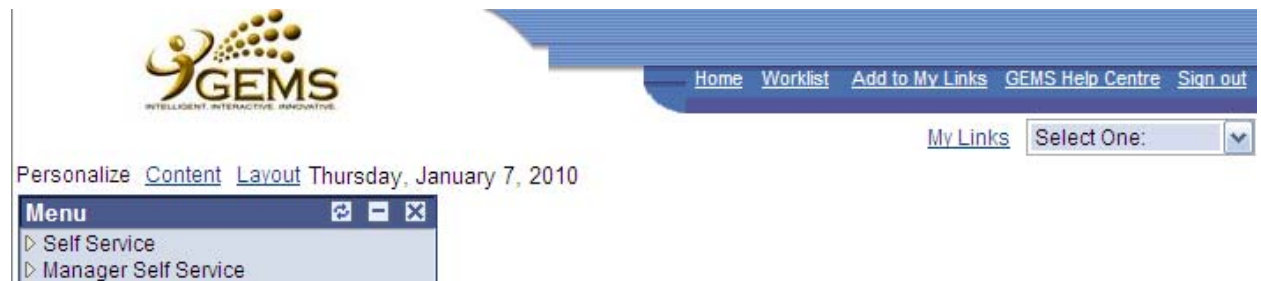 GEMS
INTELLIGENT. INTERACTIVE. INNOVATIVE.
Home Worklist Add to My Links GEMS Help Centre Sign out
My Links Select One:
Personalize Content Layout Thursday, January 7, 2010
Menu
Self Service
Manager Self Service